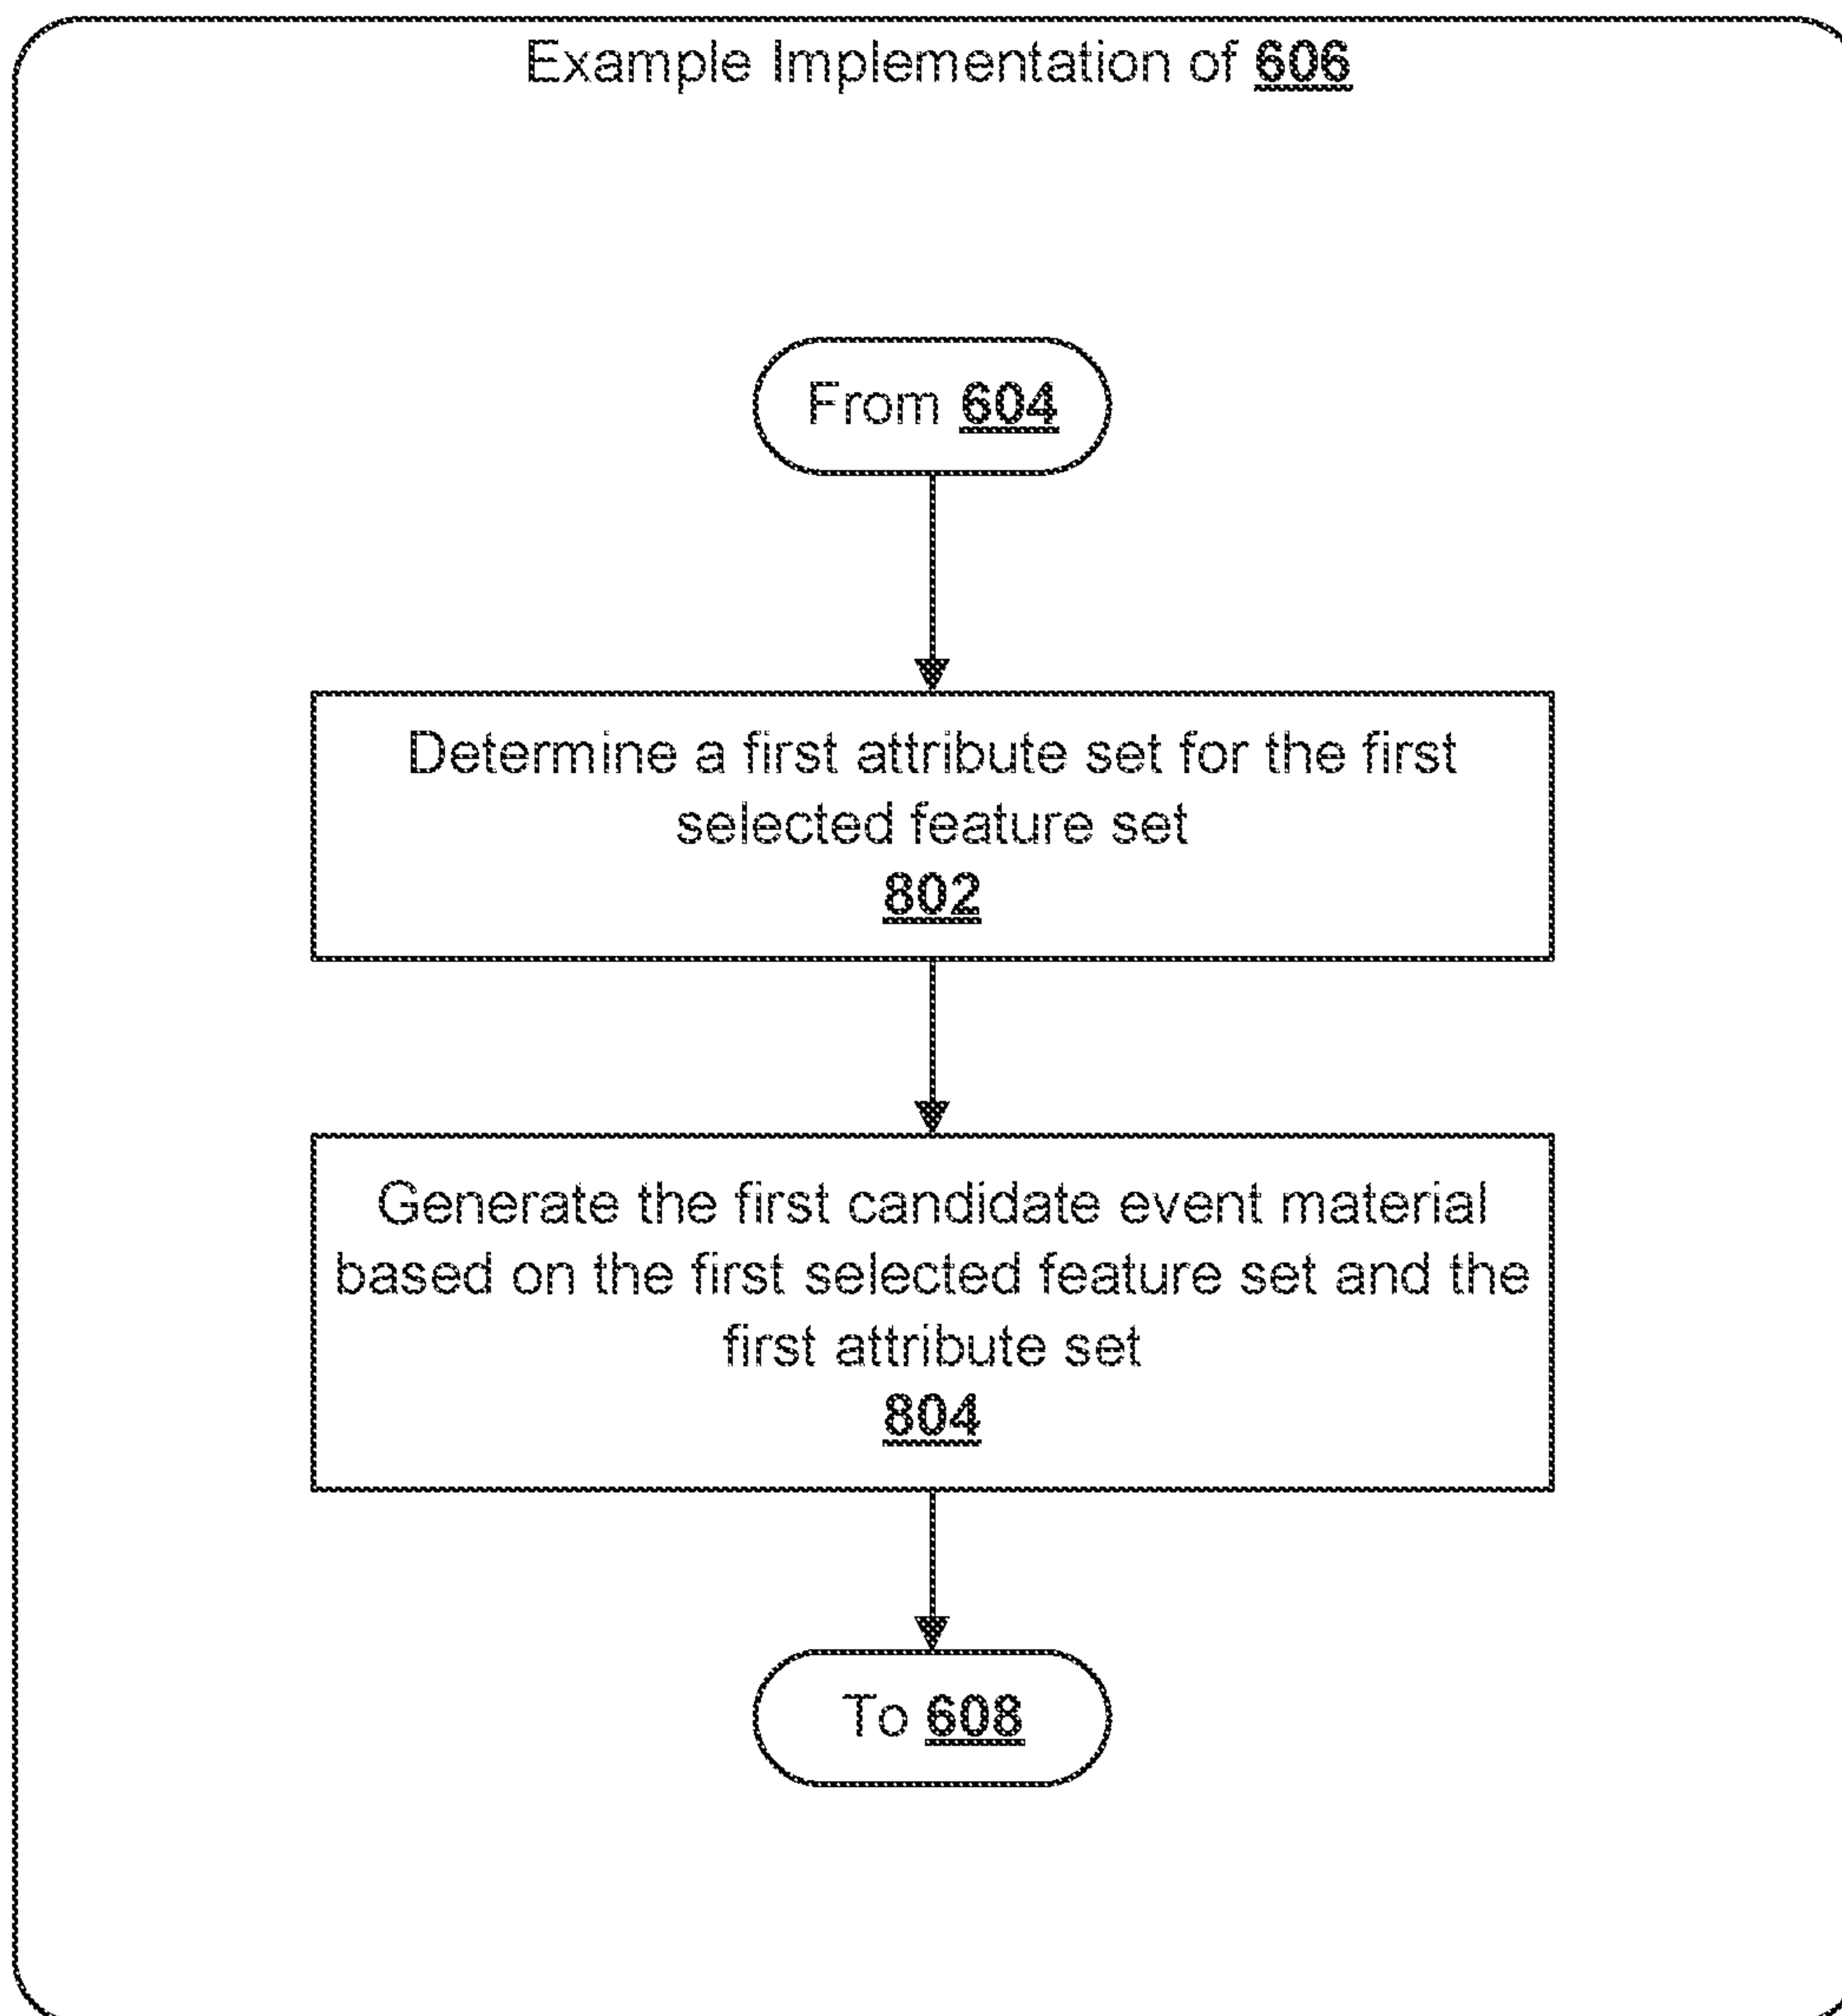 Example Implementation of 606
From 604
Determine a first attribute set for the first
selected feature set
802
Generate the first candidate event material
based on the first selected feature set and the
first attribute set
804
To 608